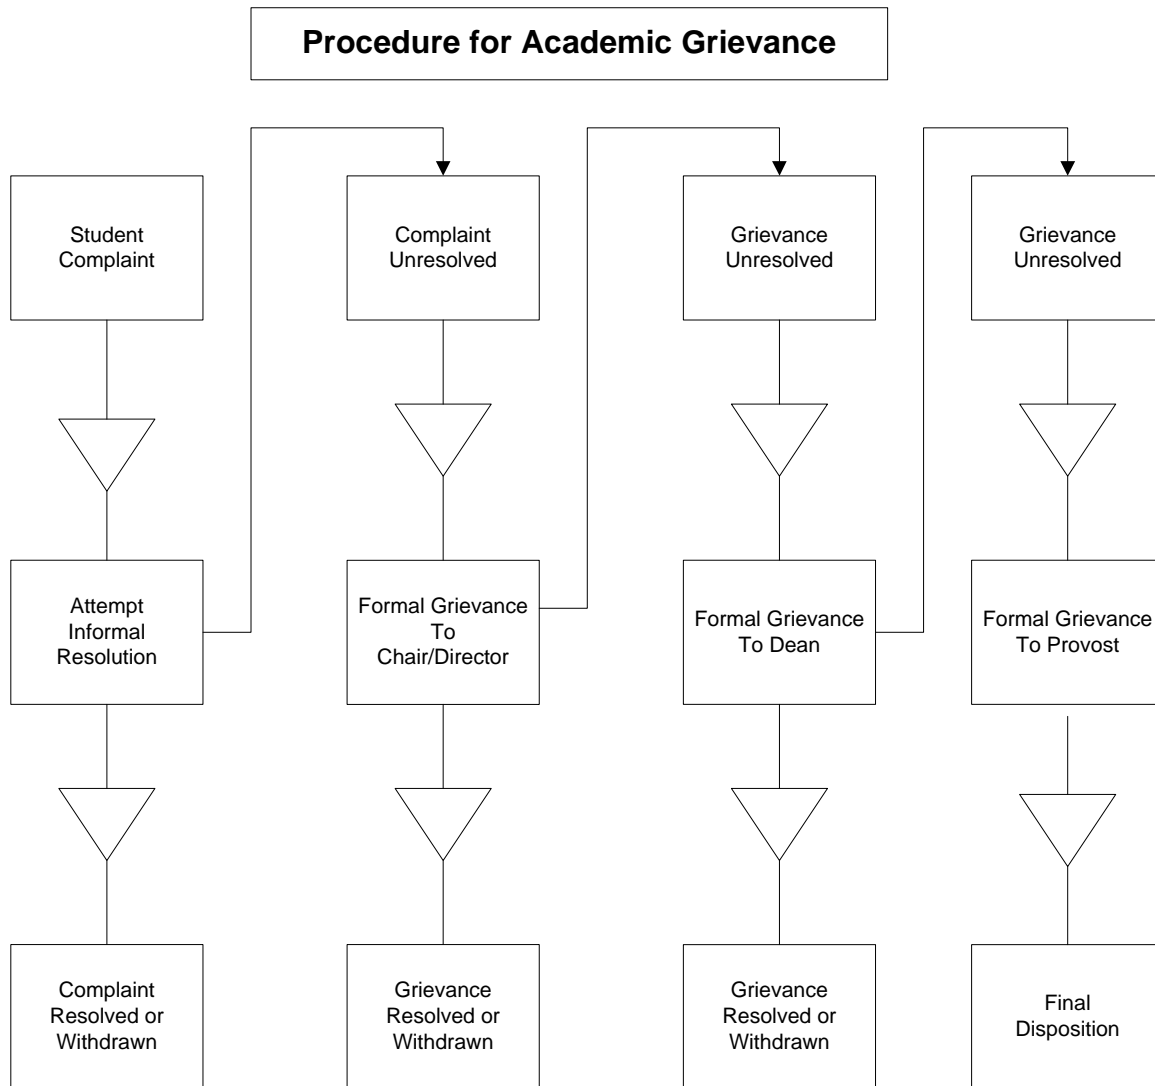 Procedure for Academic Grievance
Student
Complaint
Complaint
Unresolved
Grievance
Unresolved
Grievance
Unresolved
Attempt
Informal
Resolution
Formal Grievance
To
Chair/Director
Formal Grievance
To Dean
Formal Grievance
To Provost
Complaint
Resolved or
Withdrawn
Grievance
Resolved or
Withdrawn
Grievance
Resolved or
Withdrawn
Final
Disposition